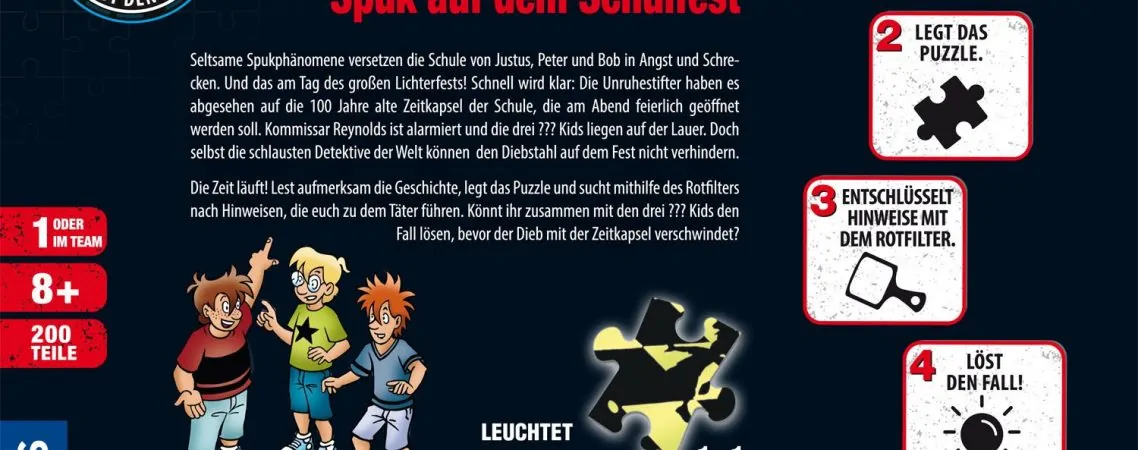 Spuk auf dem Schulfest
Seltsame Spukphänomene versetzen die Schule von Justus, Peter und Bob in Angst und Schre-
cken. Und das am Tag des großen Lichterfests! Schnell wird klar: Die Unruhestifter haben es
abgesehen auf die 100 Jahre alte Zeitkapsel der Schule, die am Abend feierlich geöffnet
werden soll. Kommissar Reynolds ist alarmiert und die drei ??? Kids liegen auf der Lauer. Doch
selbst die schlausten Detektive der Welt können den Diebstahl auf dem Fest nicht verhindern.
Die Zeit läuft! Lest aufmerksam die Geschichte, legt das Puzzle und sucht mithilfe des Rotfilters
nach Hinweisen, die euch zu dem Täter führen. Könnt ihr zusammen mit den drei ??? Kids den
Fall lösen, bevor der Dieb mit der Zeitkapsel verschwindet?
1 ODER
IM TEAM
8+
200
TEILE
LEUCHTET
2 LEGT DAS
PUZZLE.
3 ENTSCHLÜSSELT
HINWEISE MIT
DEM ROTFILTER.
4 LÖST
DEN FALL!